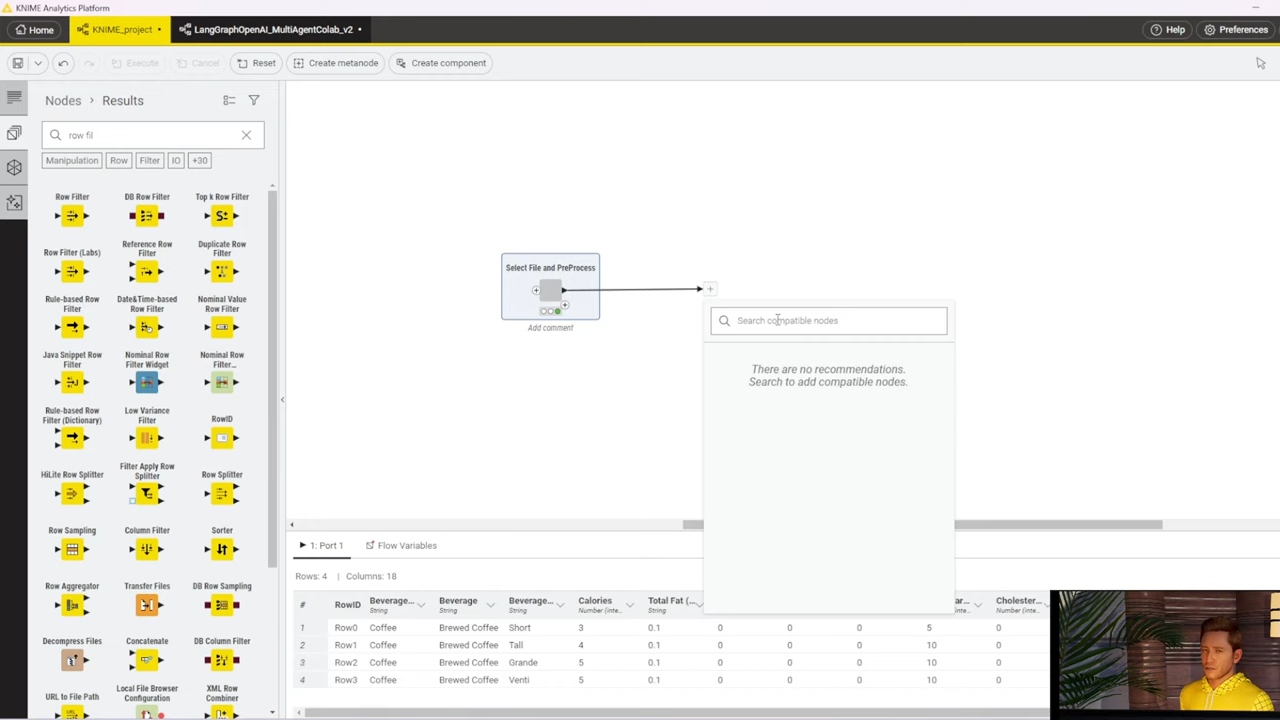 KNIME Analytics Platform
Home
KNIME_project •
LangGraphOpenAI_MultiAgentColab_v2 •
Help
Preferences
Execute
Cancel
Reset
Create metanode
Create component
Nodes > Results
row fil
Manipulation
Row
Filter
IO
+30
Row Filter
DB Row Filter
Top k Row Filter
Row Filter (Labs)
Reference Row Filter
Duplicate Row Filter
Rule-based Row Filter
Date&Time-based Row Filter
Nominal Value Row Filter
Java Snippet Row Filter
Nominal Row Filter Widget
Nominal Row Filter...
Rule-based Row Filter (Dictionary)
Low Variance Filter
RowID
HiLite Row Splitter
Filter Apply Row Splitter
Row Splitter
Row Sampling
Column Filter
Sorter
Row Aggregator
Transfer Files
DB Row Sampling
Decompress Files
Concatenate
DB Column Filter
URL to File Path
Local File Browser Configuration
XML Row Combiner
Select File and PreProcess
Add comment
Search compatible nodes
There are no recommendations.
Search to add compatible nodes.
1: Port 1
Flow Variables
Rows: 4 | Columns: 18
# RowID Beverage... Beverage Beverage... Calories Total Fat (... ar... Cholester...
String String String Number (inte... Number (inte...
1 Row0 Coffee Brewed Coffee Short 3 0.1 0 0 0 5 0
2 Row1 Coffee Brewed Coffee Tall 4 0.1 0 0 0 10 0
3 Row2 Coffee Brewed Coffee Grande 5 0.1 0 0 0 10 0
4 Row3 Coffee Brewed Coffee Venti 5 0.1 0 0 0 10 0